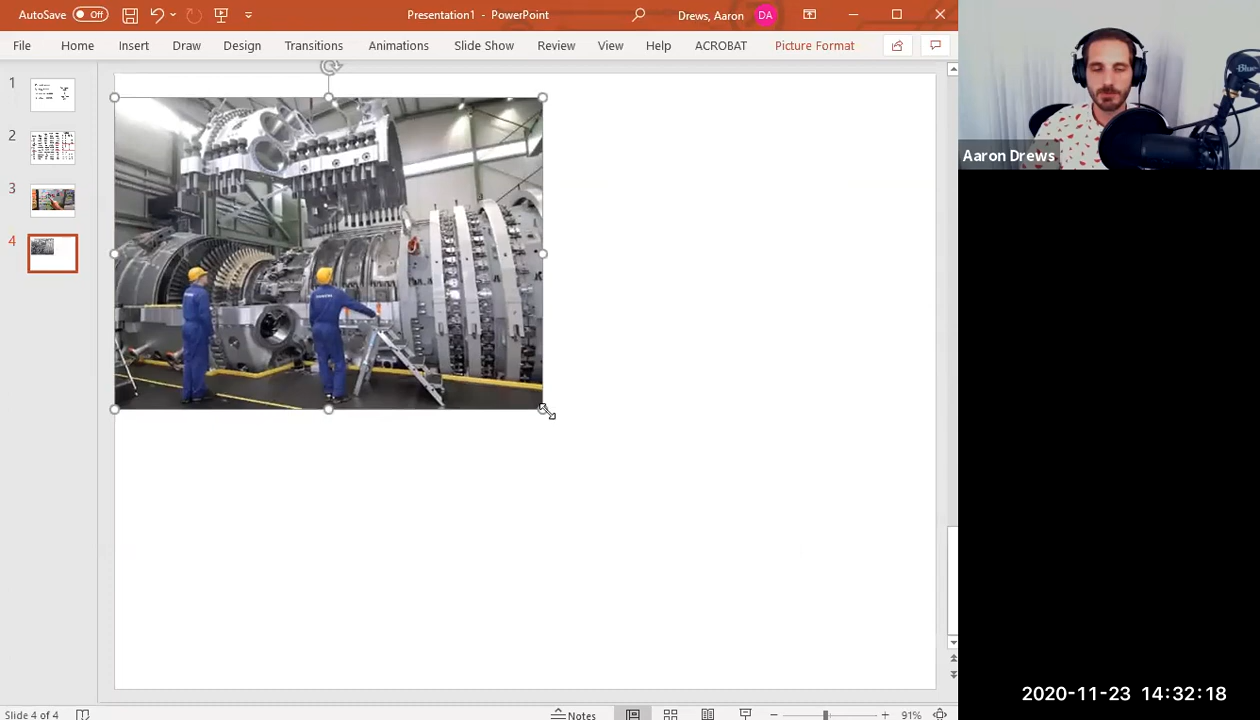 AutoSave Off
Presentation1 - PowerPoint
Drews, Aaron DA
File Home Insert Draw Design Transitions Animations Slide Show Review View Help ACROBAT Picture Format
1
2
3
4
Blue
Aaron Drews
2020-11-23 14:32:18
Slide 4 of 4
Notes
91%